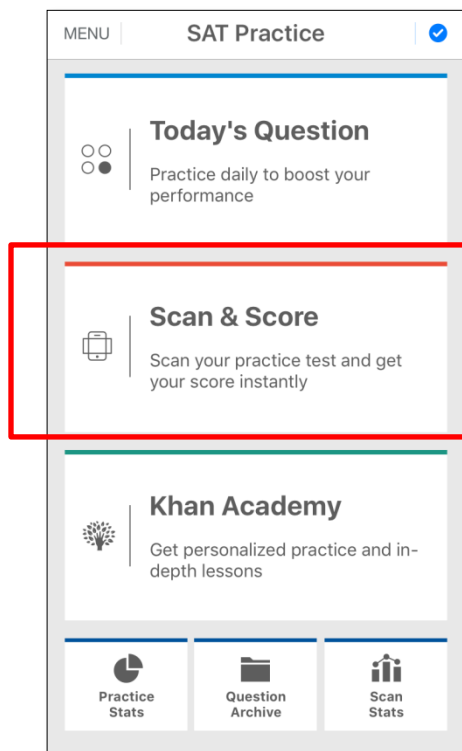 MENU
SAT Practice
Today's Question
Practice daily to boost your
performance
Scan & Score
Scan your practice test and get
your score instantly
Khan Academy
Get personalized practice and in-
depth lessons
Practice
Stats
Question
Archive
Scan
Stats